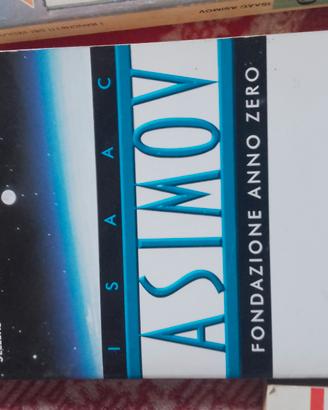 ISAAC
ASIMOV
FONDAZIONE ANNO ZERO
ISAAC ASIMOV